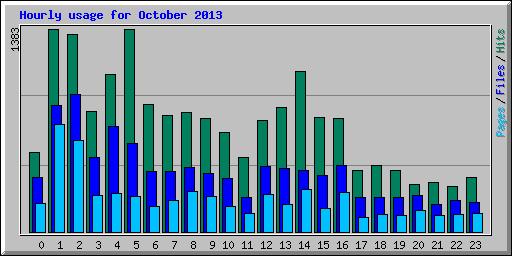 Hourly usage for October 2013
1383
Pages / Files / Hits
0 1 2 3 4 5 6 7 8 9 10 11 12 13 14 15 16 17 18 19 20 21 22 23